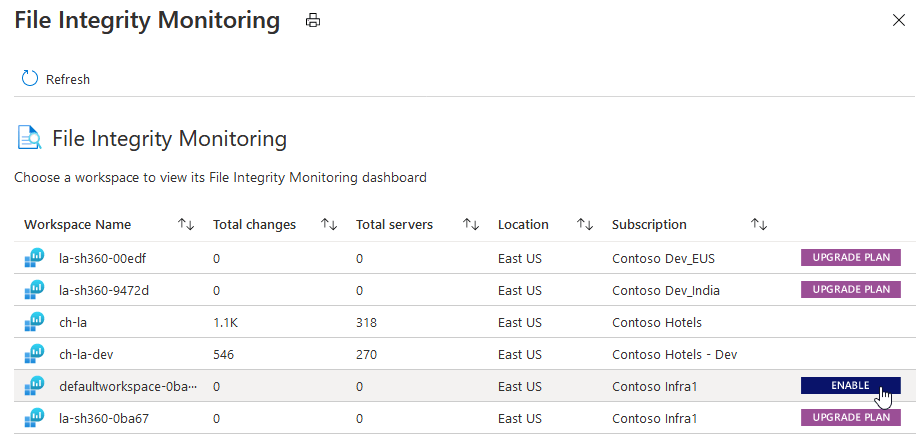 File Integrity Monitoring
Refresh
File Integrity Monitoring
Choose a workspace to view its File Integrity Monitoring dashboard
Workspace Name Total changes Total servers Location Subscription
la-sh360-00edf 0 0 East US Contoso Dev_EUS UPGRADE PLAN
la-sh360-9472d 0 0 East US Contoso Dev_India UPGRADE PLAN
ch-la 1.1K 318 East US Contoso Hotels
ch-la-dev 546 270 East US Contoso Hotels - Dev
defaultworkspace-0ba··· 0 0 East US Contoso Infra1 ENABLE
la-sh360-0ba67 0 0 East US Contoso Infra1 UPGRADE PLAN